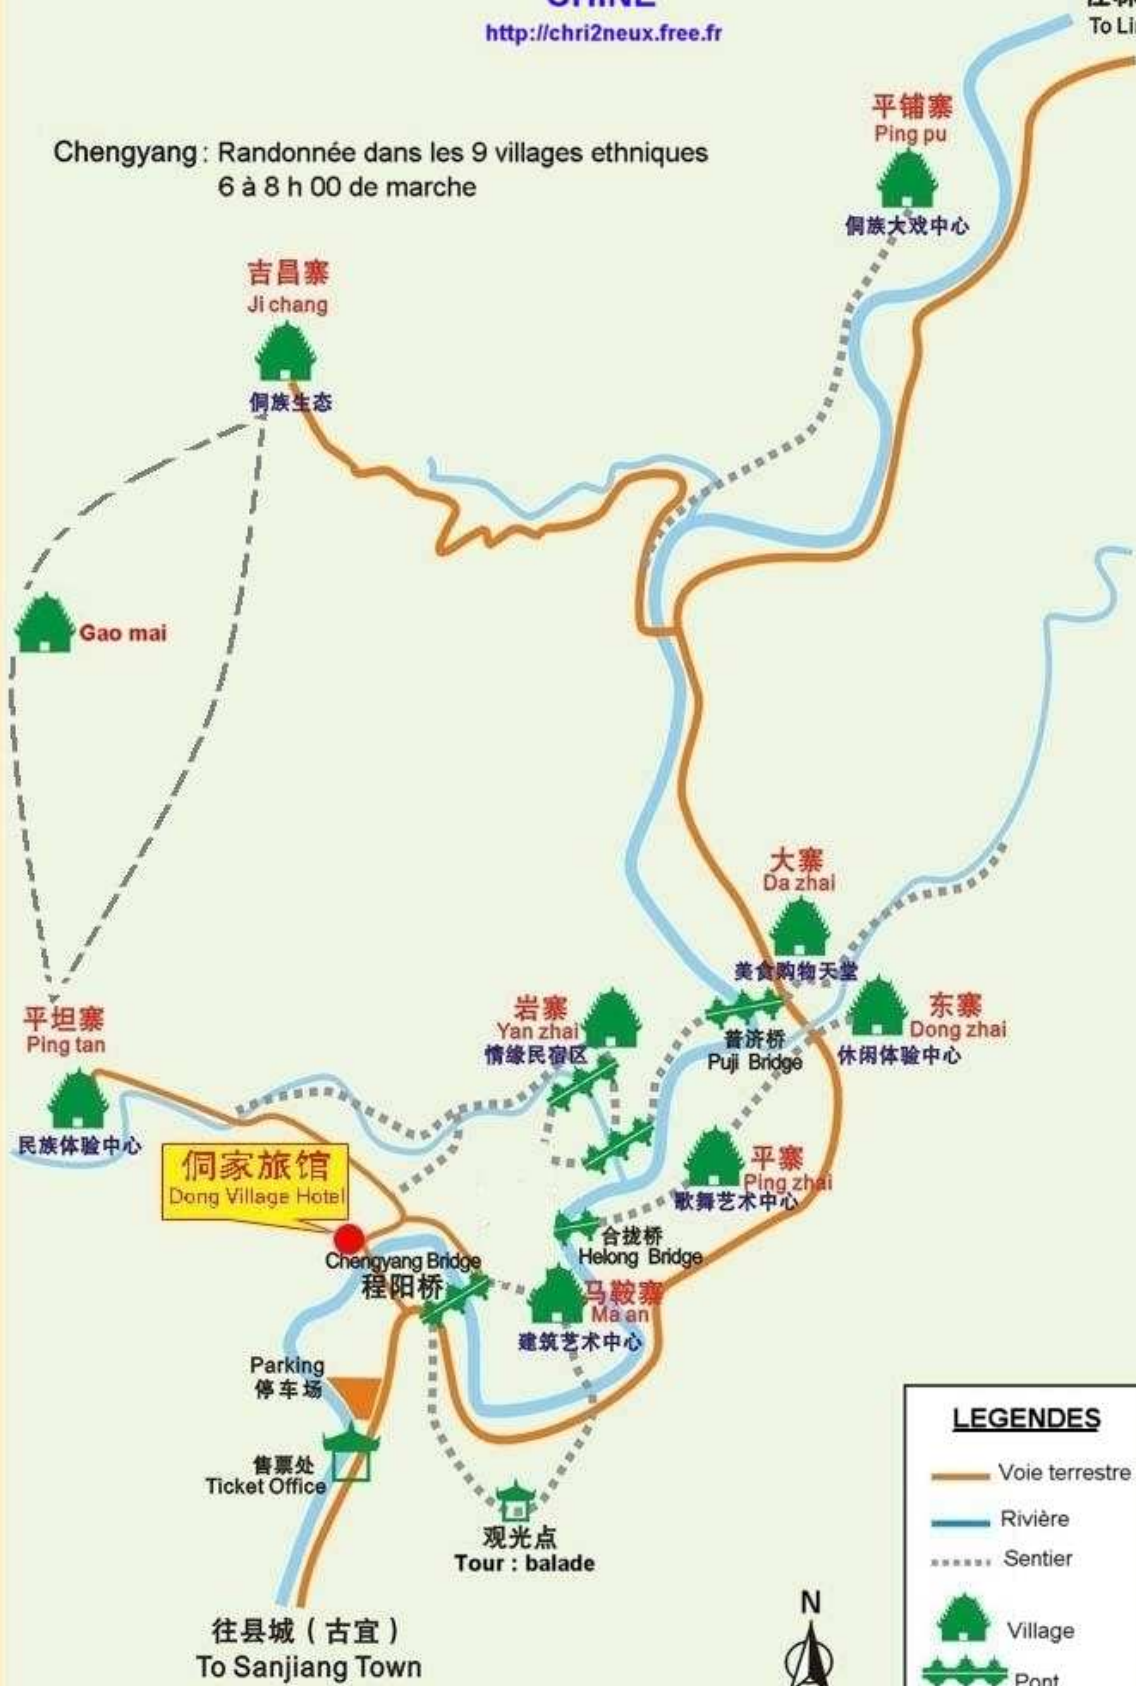 CHINE
http://chri2neux.free.fr
To Li
平铺寨
Ping pu
侗族大戏中心
Chengyang : Randonnée dans les 9 villages ethniques
6 à 8 h 00 de marche
吉昌寨
Ji chang
侗族生态
Gao mai
大寨
Da zhai
美食购物天堂
平坦寨
Ping tan
民族体验中心
岩寨
Yan zhai
情缘民宿区
普济桥
Puji Bridge
东寨
Dong zhai
休闲体验中心
侗家旅馆
Dong Village Hotel
平寨
Ping zhai
歌舞艺术中心
合拢桥
Helong Bridge
Chengyang Bridge
程阳桥
马鞍寨
Ma an
建筑艺术中心
Parking
停车场
售票处
Ticket Office
观光点
Tour : balade
往县城（古宜）
To Sanjiang Town
N
LEGENDES
Voie terrestre
Rivière
Sentier
Village
Pont